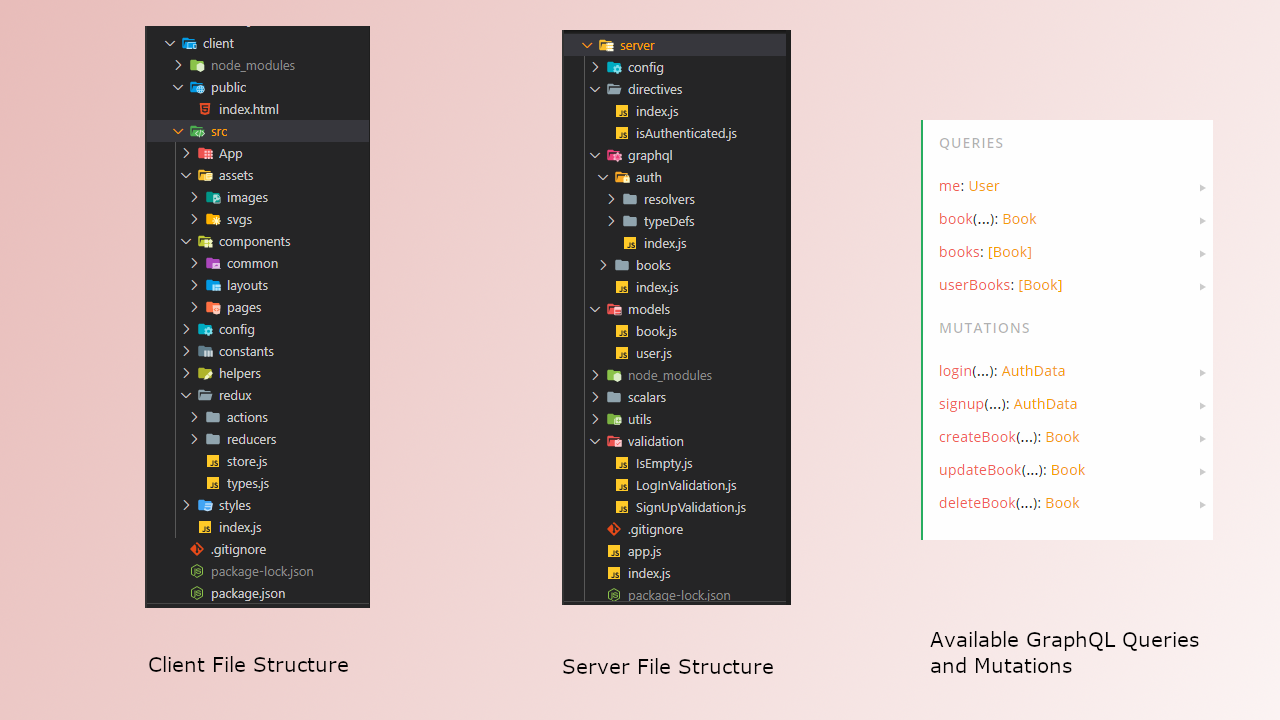 client
node_modules
public
index.html
src
App
assets
images
svgs
components
common
layouts
pages
config
constants
helpers
redux
actions
reducers
store.js
types.js
styles
index.js
.gitignore
package-lock.json
package.json
Client File Structure
server
config
directives
index.js
isAuthenticated.js
graphql
auth
resolvers
typeDefs
index.js
books
index.js
models
book.js
user.js
node_modules
scalars
utils
validation
IsEmpty.js
LogInValidation.js
SignUpValidation.js
.gitignore
app.js
index.js
package-lock.json
Server File Structure
QUERIES
me: User
book(...): Book
books: [Book]
userBooks: [Book]
MUTATIONS
login(...): AuthData
signup(...): AuthData
createBook(...): Book
updateBook(...): Book
deleteBook(...): Book
Available GraphQL Queries
and Mutations